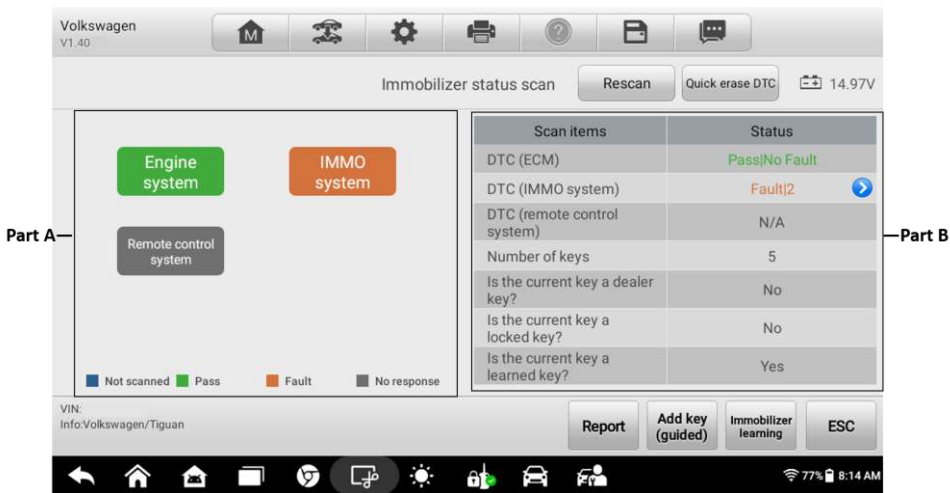 Volkswagen
V1.40
M
Immobilizer status scan
Rescan
Quick erase DTC
14.97V
Engine
system
IMMO
system
Remote control
system
Not scanned
Pass
Fault
No response
Part A
Scan items Status
DTC (ECM) Pass|No Fault
DTC (IMMO system) Fault|2
DTC (remote control
system) N/A
Number of keys 5
Is the current key a dealer
key? No
Is the current key a
locked key? No
Is the current key a
learned key? Yes
Part B
VIN:
Info:Volkswagen/Tiguan
Report
Add key
(guided)
Immobilizer
learning
ESC
77% 8:14 AM